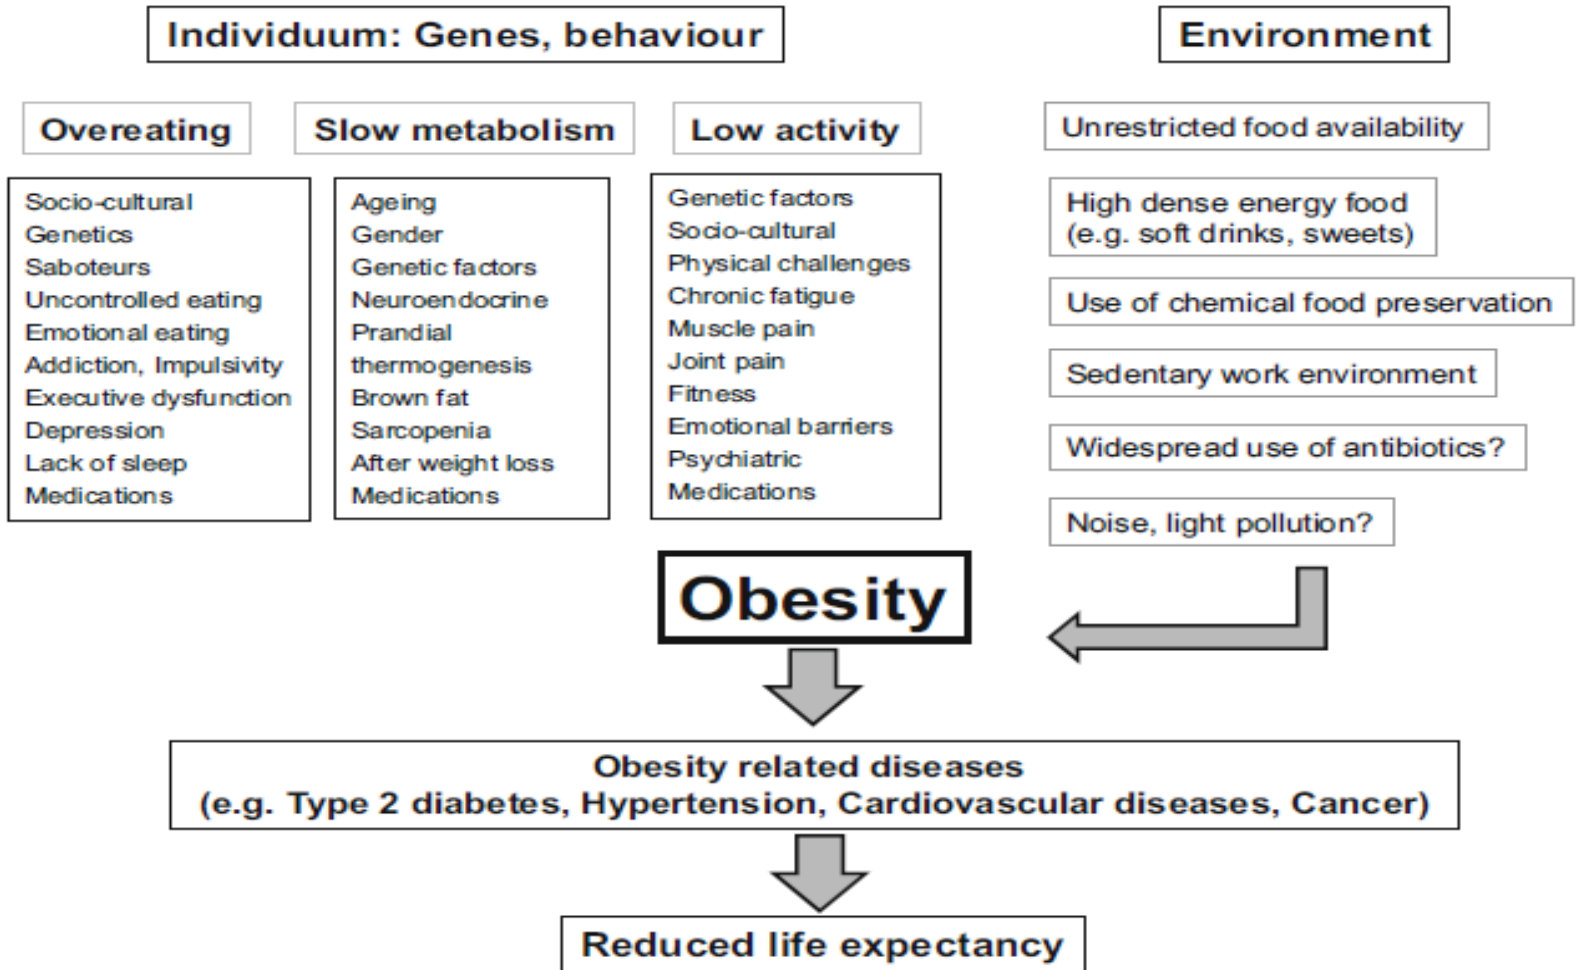 Individuum: Genes, behaviour
Overeating
Socio-cultural
Genetics
Saboteurs
Uncontrolled eating
Emotional eating
Addiction, Impulsivity
Executive dysfunction
Depression
Lack of sleep
Medications
Slow metabolism
Ageing
Gender
Genetic factors
Neuroendocrine
Prandial
thermogenesis
Brown fat
Sarcopenia
After weight loss
Medications
Low activity
Genetic factors
Socio-cultural
Physical challenges
Chronic fatigue
Muscle pain
Joint pain
Fitness
Emotional barriers
Psychiatric
Medications
Environment
Unrestricted food availability
High dense energy food
(e.g. soft drinks, sweets)
Use of chemical food preservation
Sedentary work environment
Widespread use of antibiotics?
Noise, light pollution?
Obesity
Obesity related diseases
(e.g. Type 2 diabetes, Hypertension, Cardiovascular diseases, Cancer)
Reduced life expectancy